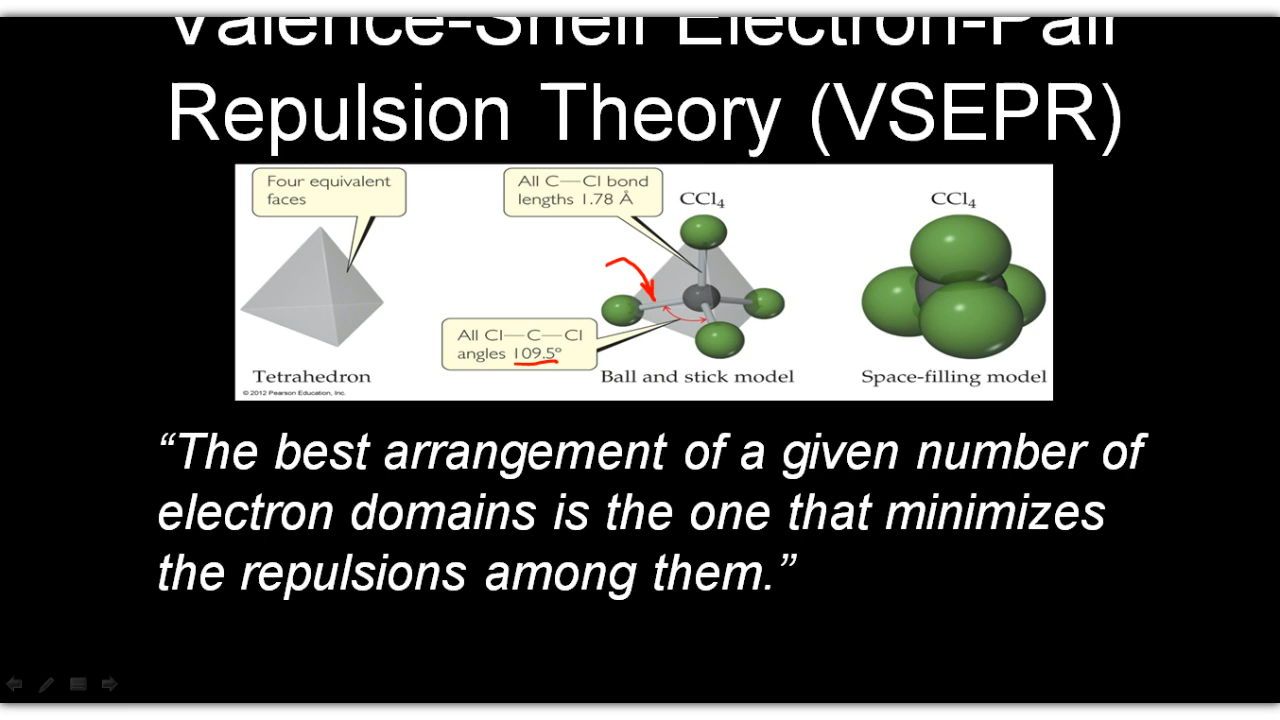 Valence-Shell Electron-Pair
Repulsion Theory (VSEPR)
Four equivalent
faces
All C—Cl bond
lengths 1.78 Å
CCl₄
CCl₄
All Cl—C—Cl
angles 109.5º
Tetrahedron
Ball and stick model
Space-filling model
© 2012 Pearson Education, Inc.
“The best arrangement of a given number of
electron domains is the one that minimizes
the repulsions among them.”